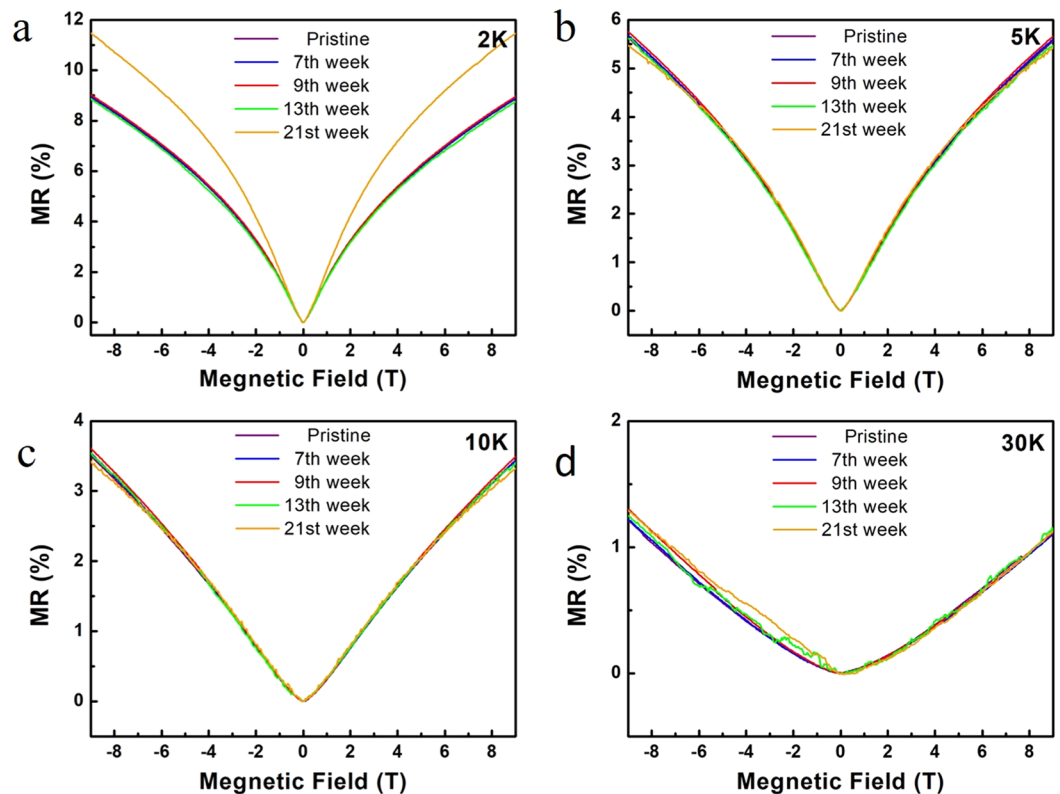 a
2K
Pristine
7th week
9th week
13th week
21st week
12
10
8
6
4
2
0
MR (%)
-8 -6 -4 -2 0 2 4 6 8
Megnetic Field (T)
b
5K
Pristine
7th week
9th week
13th week
21st week
6
5
4
3
2
1
0
MR (%)
-8 -6 -4 -2 0 2 4 6 8
Megnetic Field (T)
c
10K
Pristine
7th week
9th week
13th week
21st week
4
3
2
1
0
MR (%)
-8 -6 -4 -2 0 2 4 6 8
Megnetic Field (T)
d
30K
Pristine
7th week
9th week
13th week
21st week
2
1
0
MR (%)
-8 -6 -4 -2 0 2 4 6 8
Megnetic Field (T)